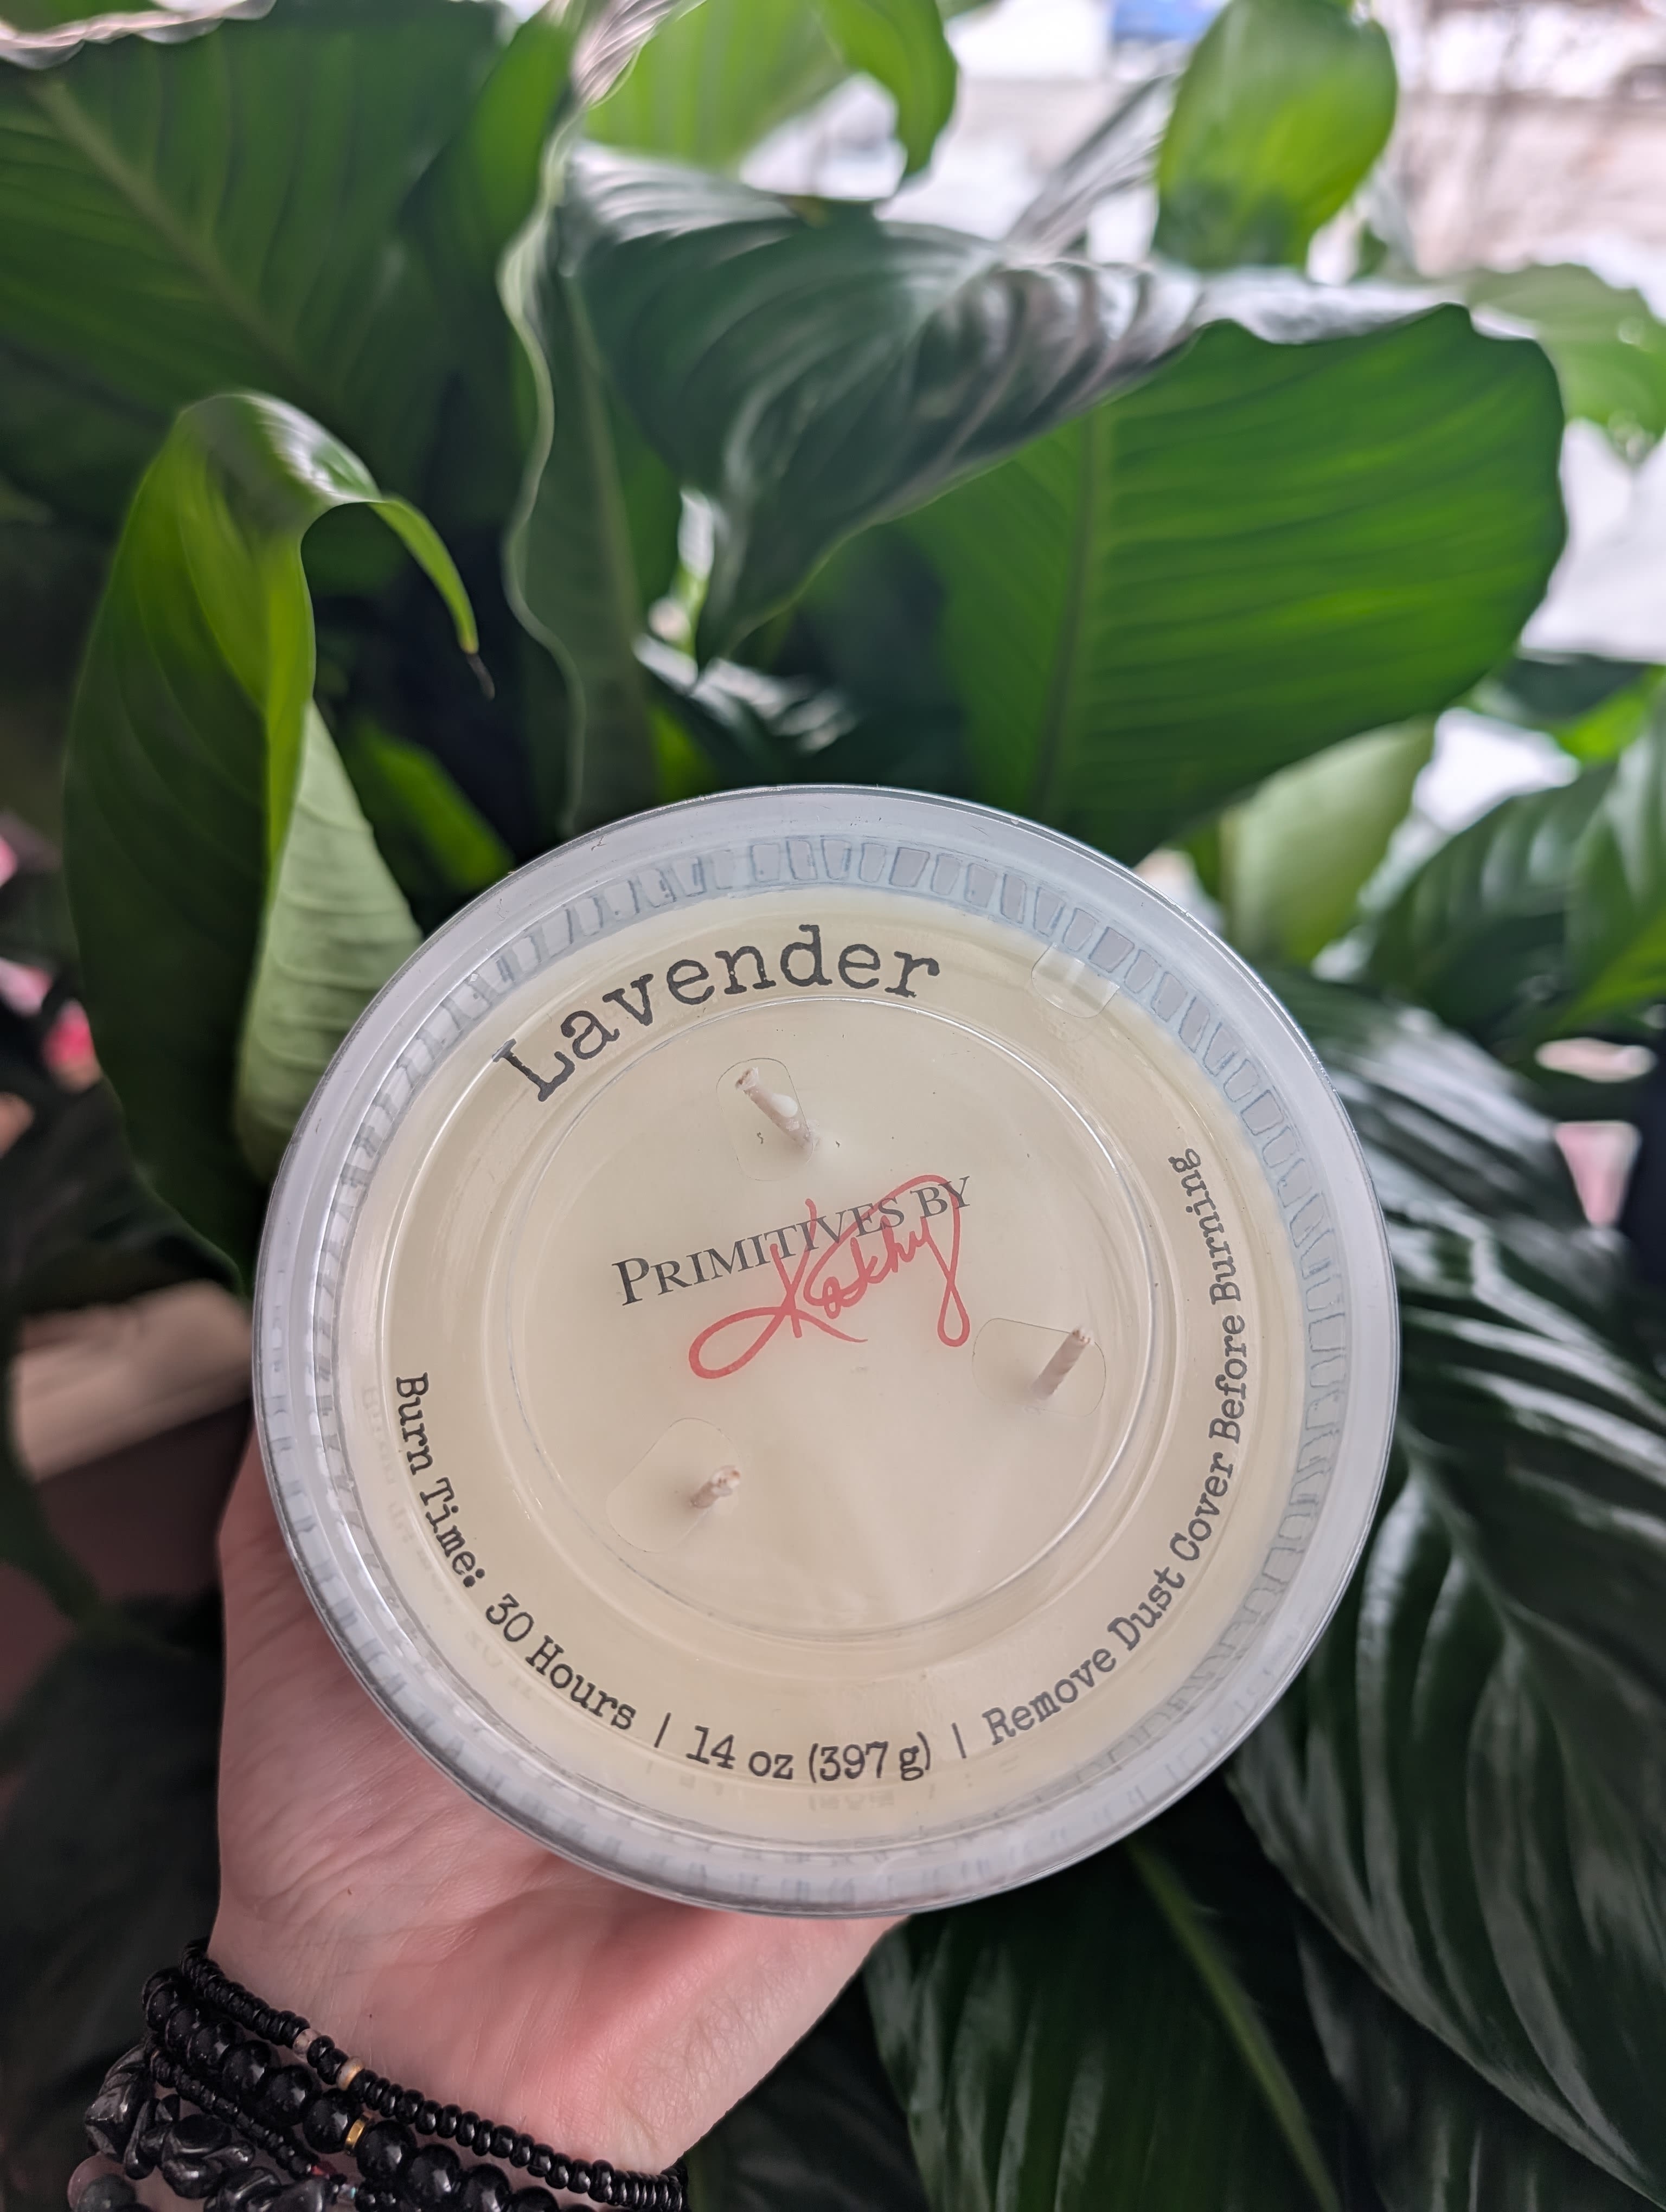 Lavender
PRIMITIVES BY
Kathy
Burn Time: 30 Hours | 14 oz (397 g) | Remove Dust Cover Before Burning